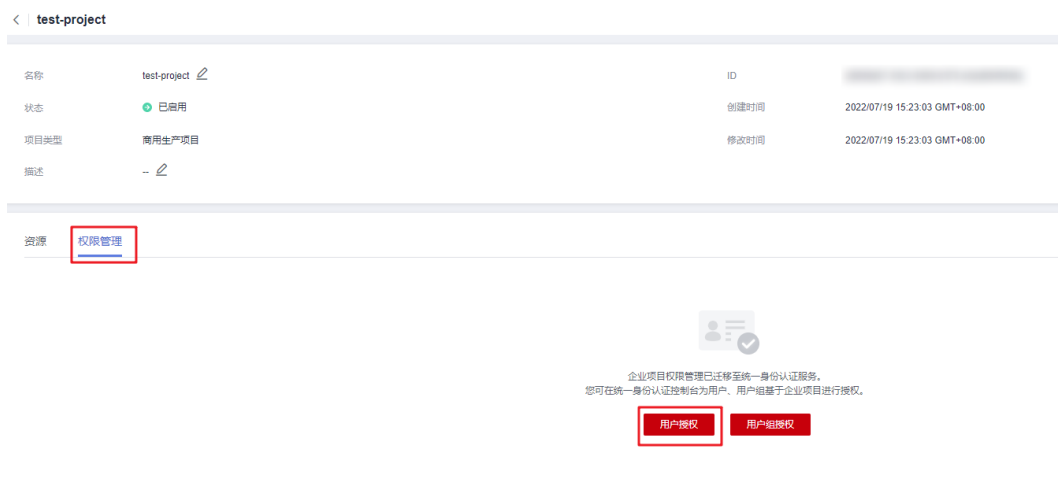 test-project
名称 test-project ID
状态 已启用 创建时间 2022/07/19 15:23:03 GMT+08:00
项目类型 商用生产项目 修改时间 2022/07/19 15:23:03 GMT+08:00
描述 --
资源 权限管理
企业项目权限管理已迁移至统一身份认证服务。
您可在统一身份认证控制台为用户、用户组基于企业项目进行授权。
用户授权 用户组授权